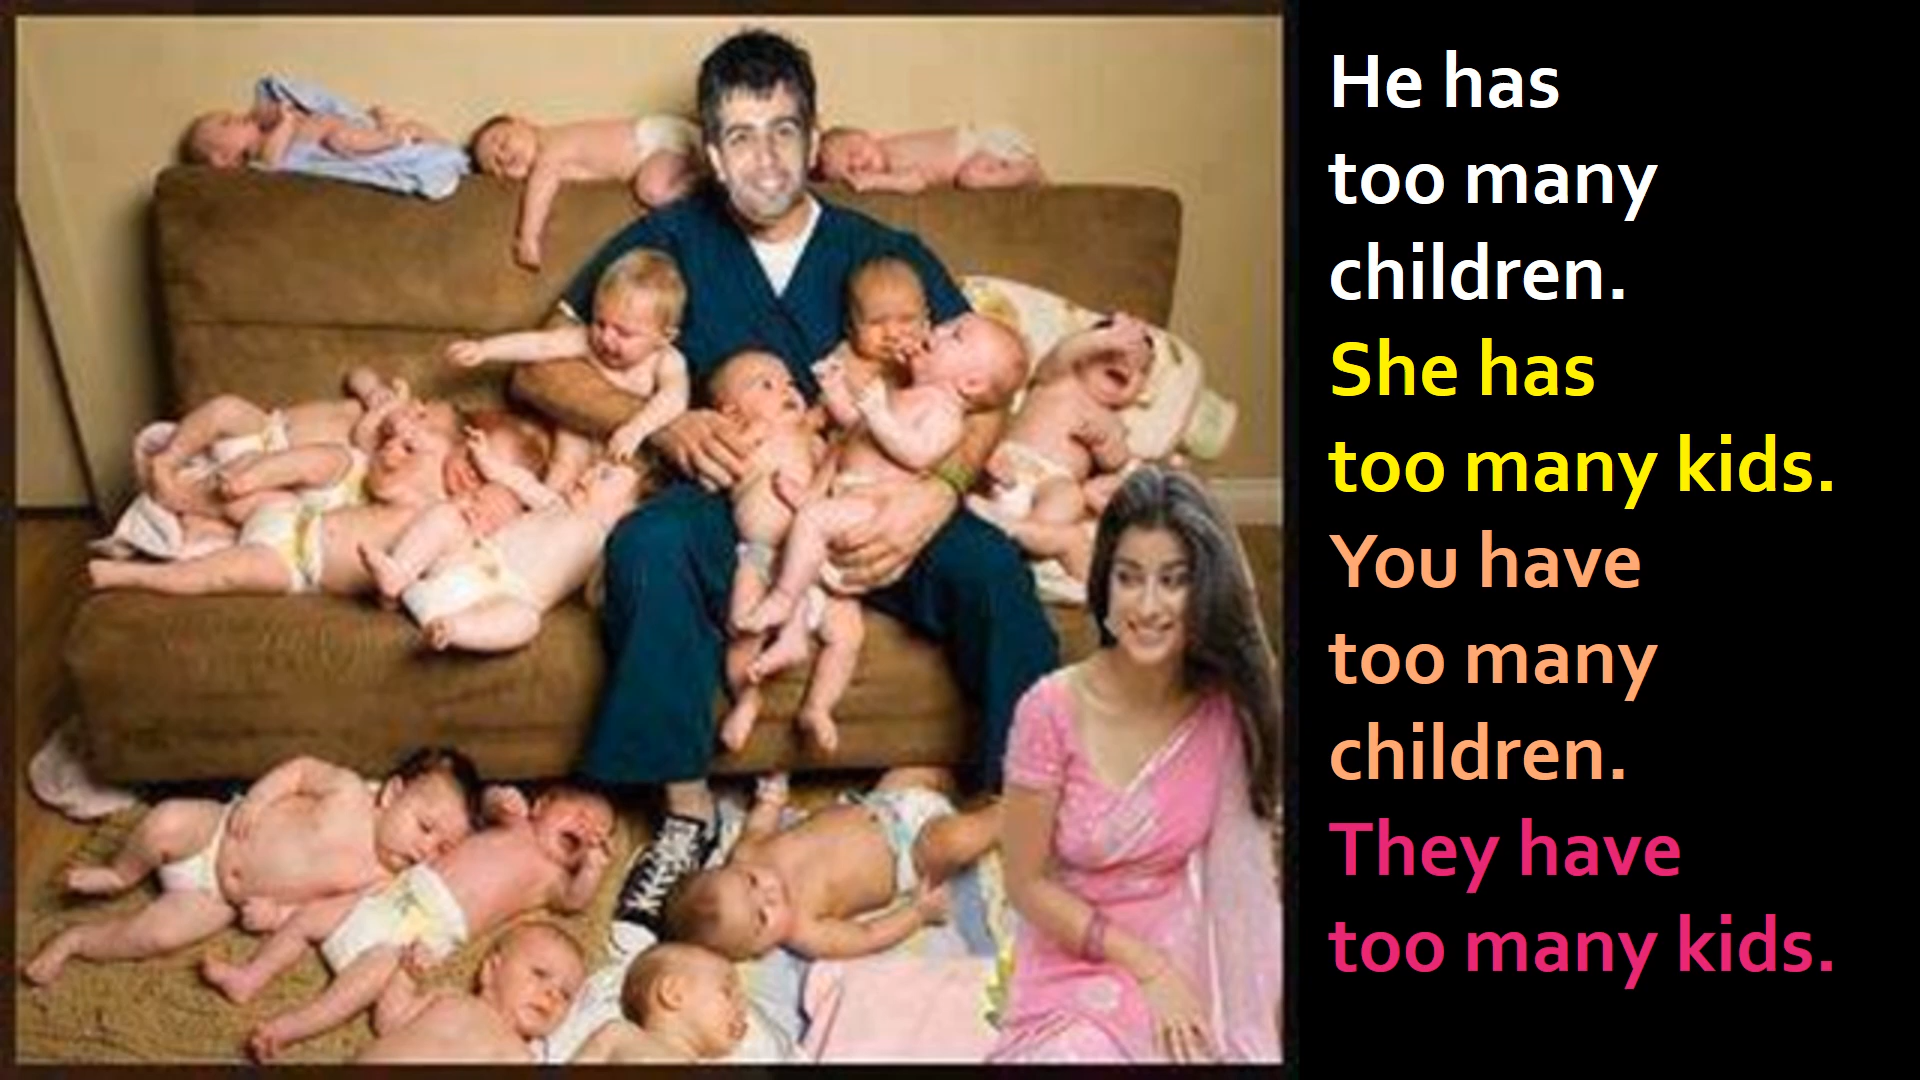 He has
too many
children.
She has
too many kids.
You have
too many
children.
They have
too many kids.